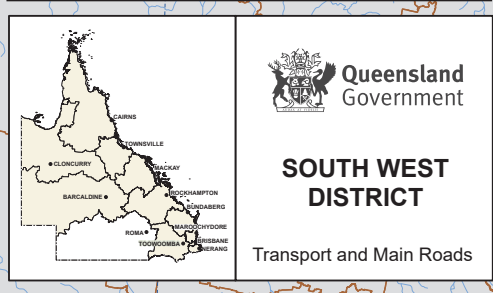 CAIRNS
TOWNSVILLE
CLONCURRY
MACKAY
BARCALDINE
ROCKHAMPTON
BUNDABERG
ROMA
MAROOCHYDORE
TOOWOOMBA
BRISBANE
NERANG
Queensland
Government
SOUTH WEST
DISTRICT
Transport and Main Roads